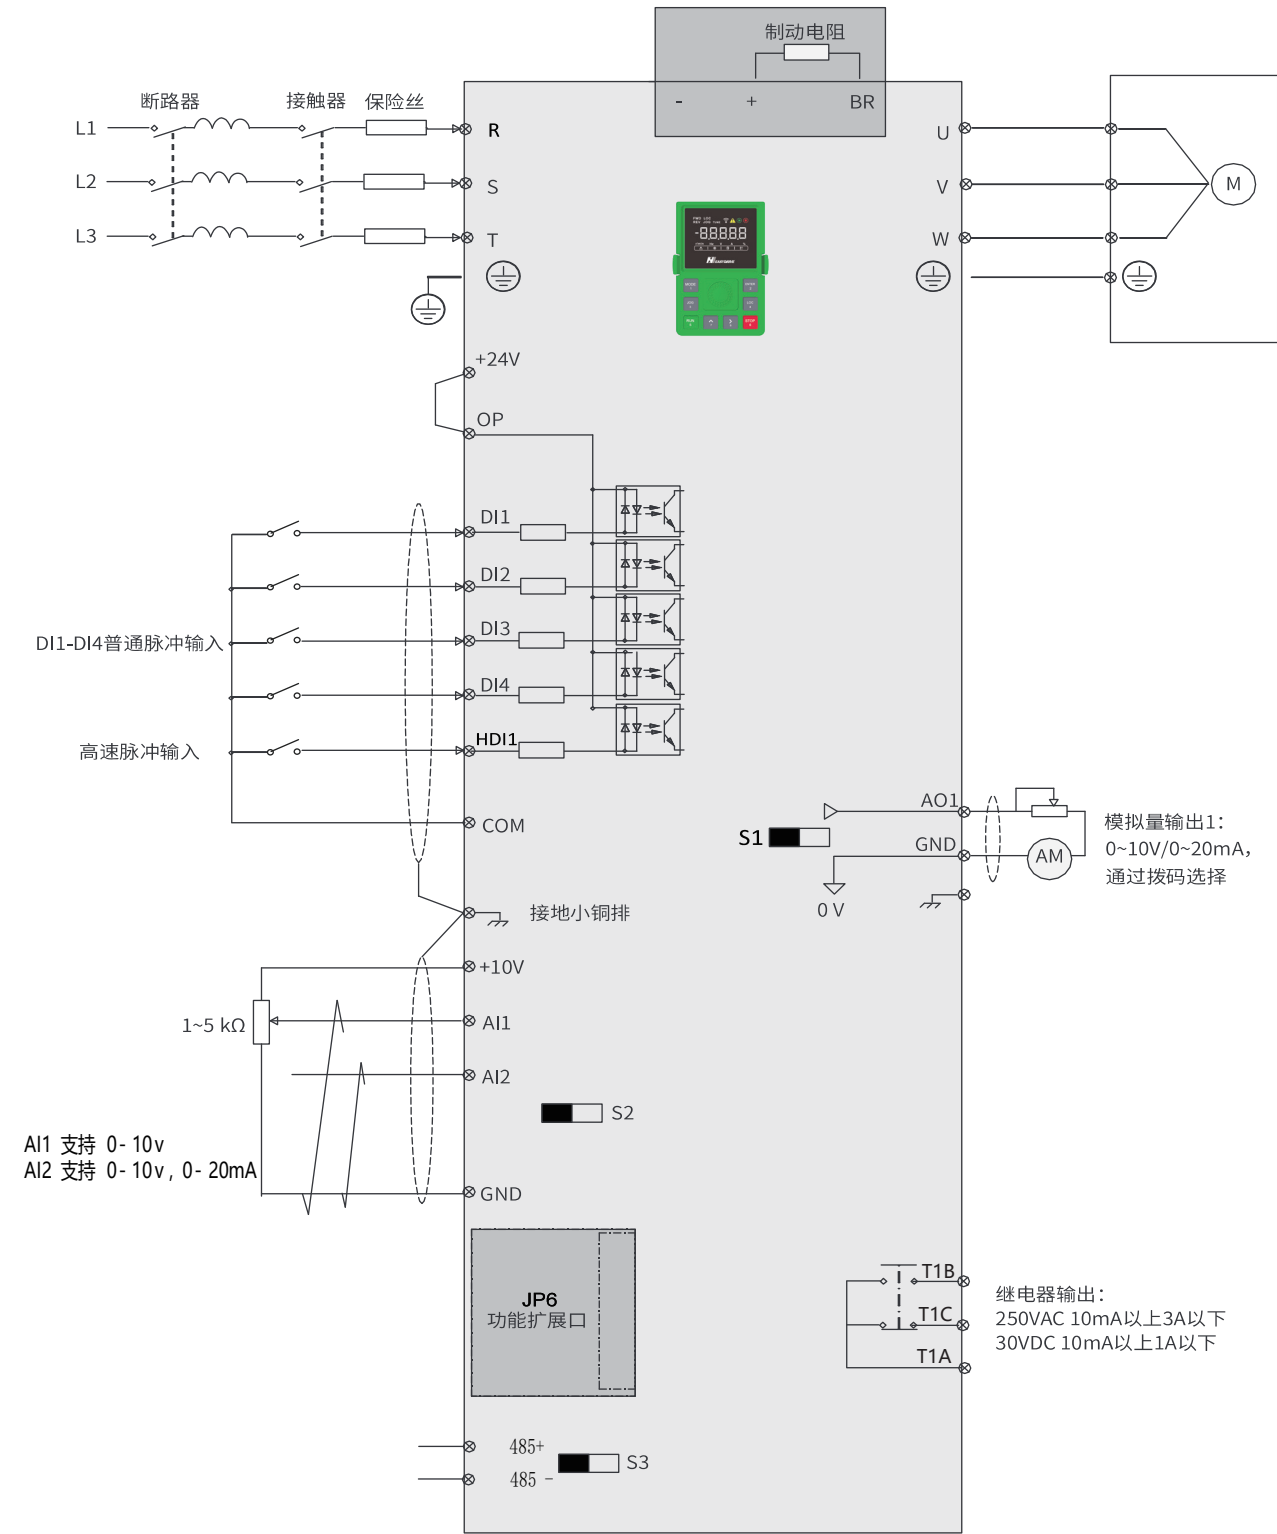 制动电阻
- + BR
断路器 接触器 保险丝
L1 R U
L2 S V M
L3 T W
+24V
OP
DI1
DI2
DI3
DI1-DI4普通脉冲输入
DI4
HDI1
高速脉冲输入
COM
AO1
S1
GND
AM
0 V
模拟量输出1：
0~10V/0~20mA，
通过拨码选择
接地小铜排
+10V
1~5 kΩ
AI1
AI2
S2
AI1 支持 0-10v
AI2 支持 0-10v, 0-20mA
GND
JP6
功能扩展口
T1B
T1C
T1A
继电器输出：
250VAC 10mA以上3A以下
30VDC 10mA以上1A以下
485+
485 -
S3